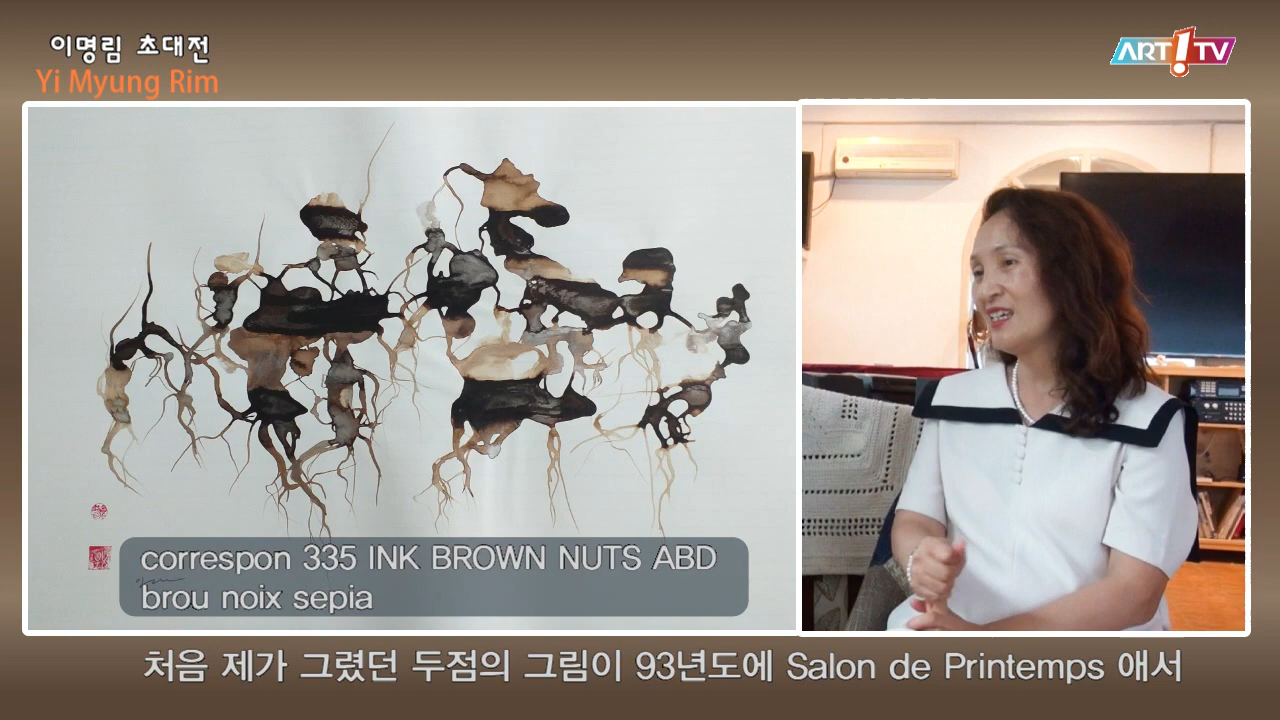 이명림 초대전
Yi Myung Rim
ART!TV
correspon 335 INK BROWN NUTS ABD
brou noix sepia
처음 제가 그렸던 두점의 그림이 93년도에 Salon de Printemps 애서